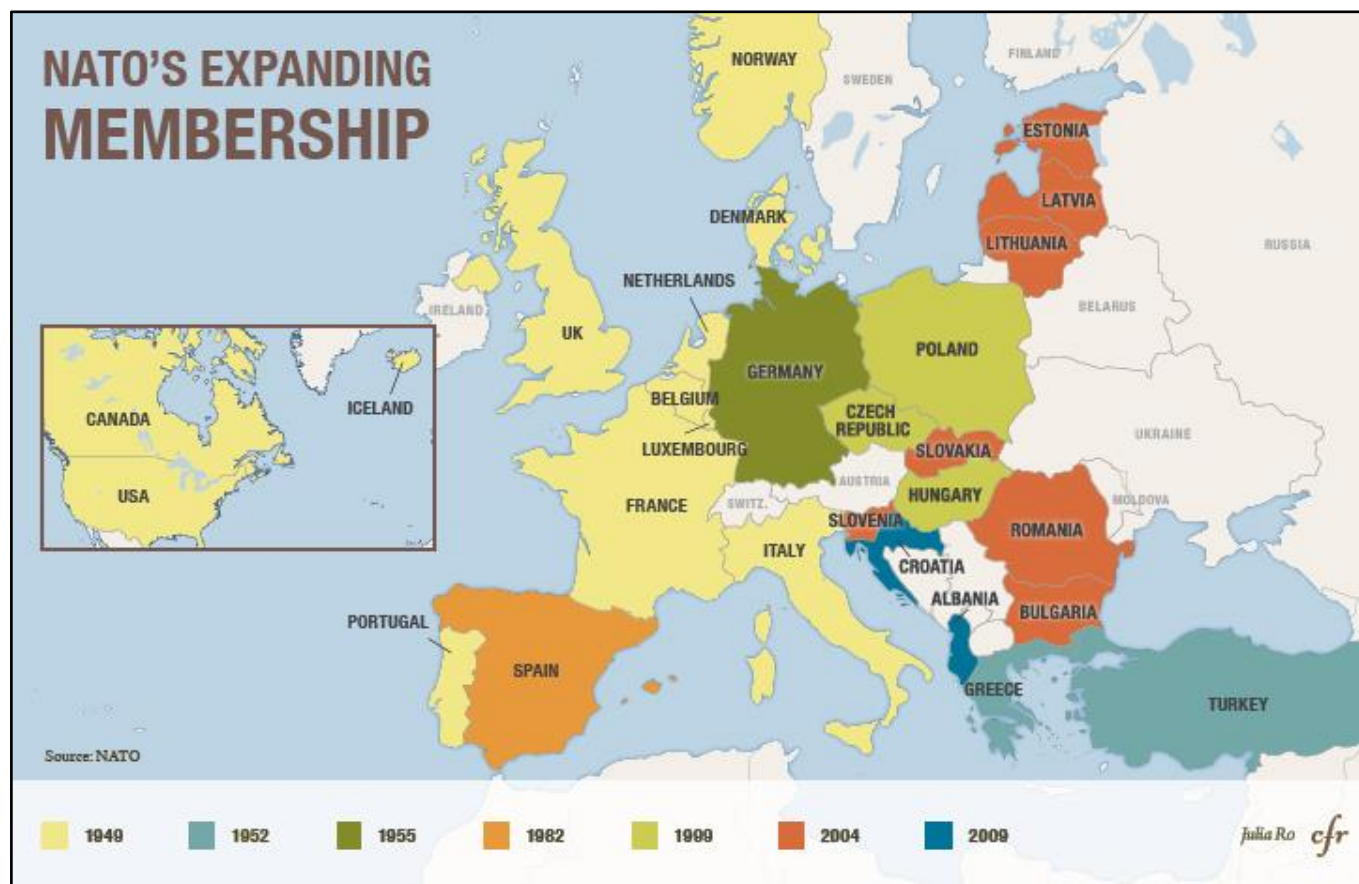 NATO'S EXPANDING
MEMBERSHIP
NORWAY
SWEDEN
FINLAND
ESTONIA
LATVIA
LITHUANIA
RUSSIA
DENMARK
NETHERLANDS
IRELAND
UK
BELARUS
GERMANY
POLAND
BELGIUM
CZECH
REPUBLIC
LUXEMBOURG
SLOVAKIA
UKRAINE
AUSTRIA
HUNGARY
MOLDOVA
FRANCE
SWITZ.
SLOVENIA
ROMANIA
ITALY
CROATIA
ALBANIA
BULGARIA
PORTUGAL
SPAIN
GREECE
TURKEY
CANADA
ICELAND
USA
Source: NATO
1949
1952
1955
1982
1999
2004
2009
Julia Ro cfr